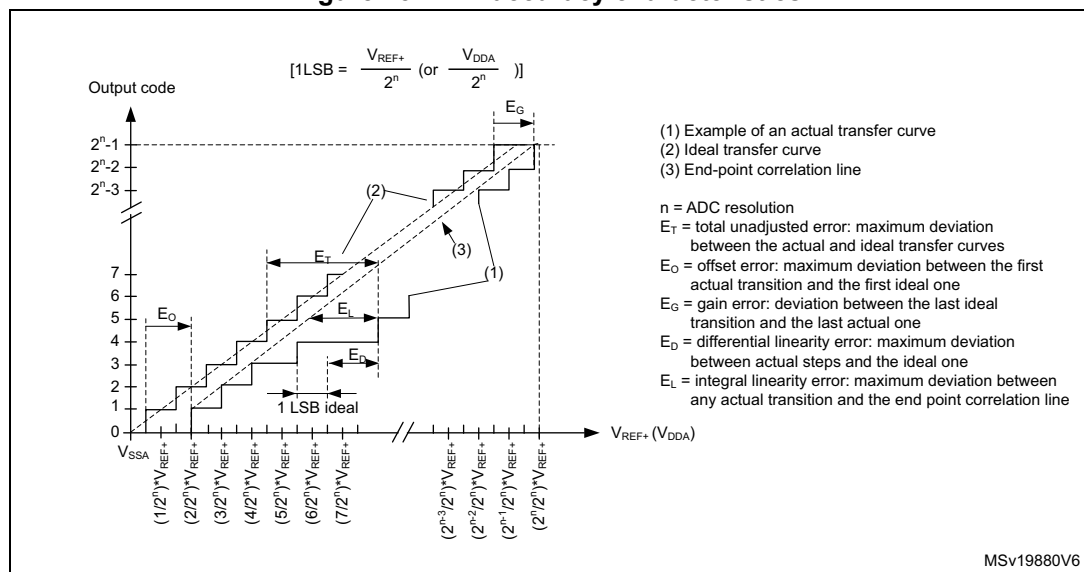 [1LSB = V_REF+ / 2^n (or V_DDA / 2^n )]
Output code
E_G
2^n-1
2^n-2
2^n-3
(1) Example of an actual transfer curve
(2) Ideal transfer curve
(3) End-point correlation line
n = ADC resolution
E_T = total unadjusted error: maximum deviation
between the actual and ideal transfer curves
E_O = offset error: maximum deviation between the first
actual transition and the first ideal one
E_G = gain error: deviation between the last ideal
transition and the last actual one
E_D = differential linearity error: maximum deviation
between actual steps and the ideal one
E_L = integral linearity error: maximum deviation between
any actual transition and the end point correlation line
(2)
(3)
(1)
7
6
5
4
3
2
1
0
E_T
E_O
E_L
E_D
1 LSB ideal
V_SSA
V_REF+ (V_DDA)
(1/2^n)*V_REF+
(2/2^n)*V_REF+
(3/2^n)*V_REF+
(4/2^n)*V_REF+
(5/2^n)*V_REF+
(6/2^n)*V_REF+
(7/2^n)*V_REF+
(2^n-3/2^n)*V_REF+
(2^n-2/2^n)*V_REF+
(2^n-1/2^n)*V_REF+
(2^n/2^n)*V_REF+
MSv19880V6